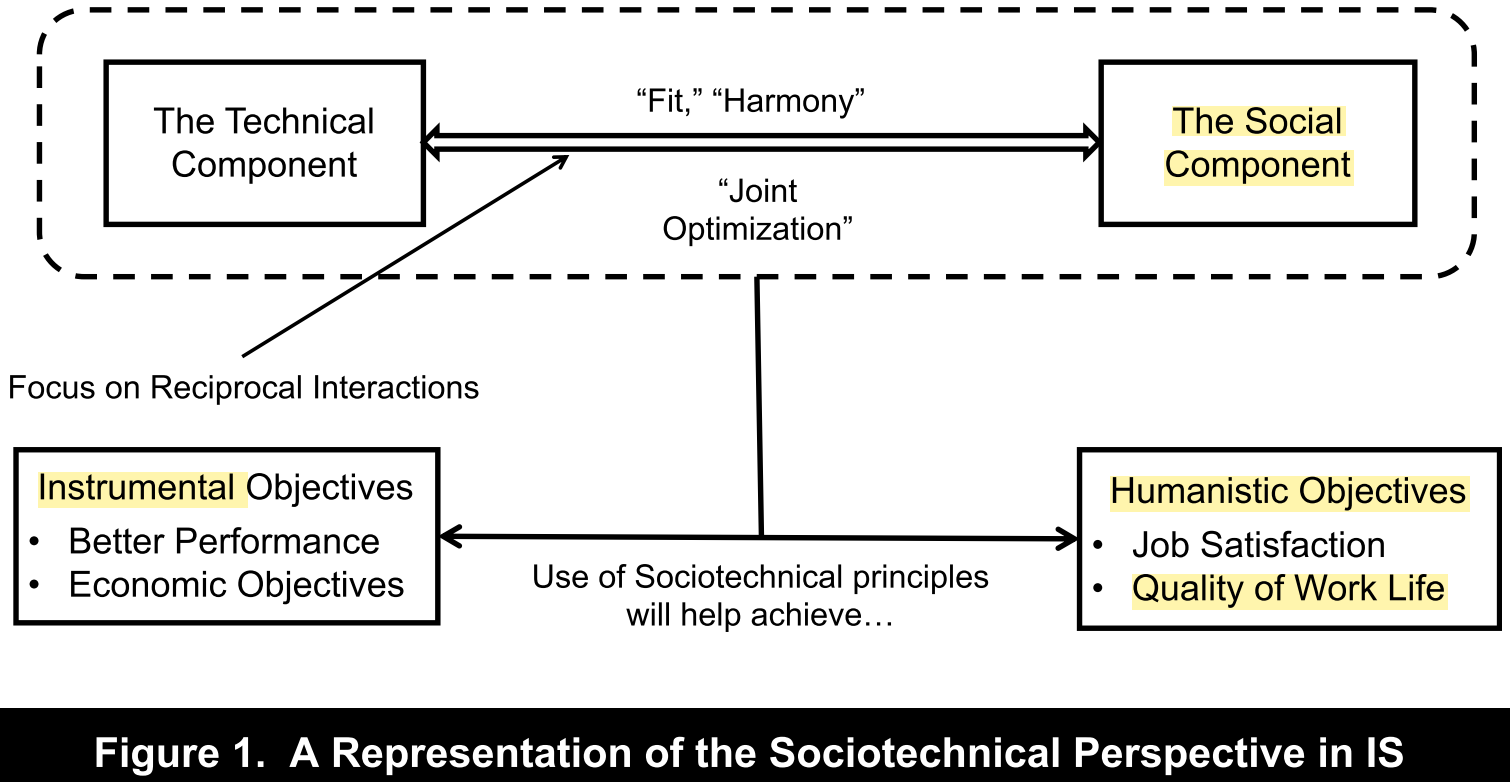 The Technical
Component
“Fit,” “Harmony”
“Joint
Optimization”
The Social
Component
Focus on Reciprocal Interactions
Instrumental Objectives
• Better Performance
• Economic Objectives
Use of Sociotechnical principles
will help achieve…
Humanistic Objectives
• Job Satisfaction
• Quality of Work Life
Figure 1. A Representation of the Sociotechnical Perspective in IS